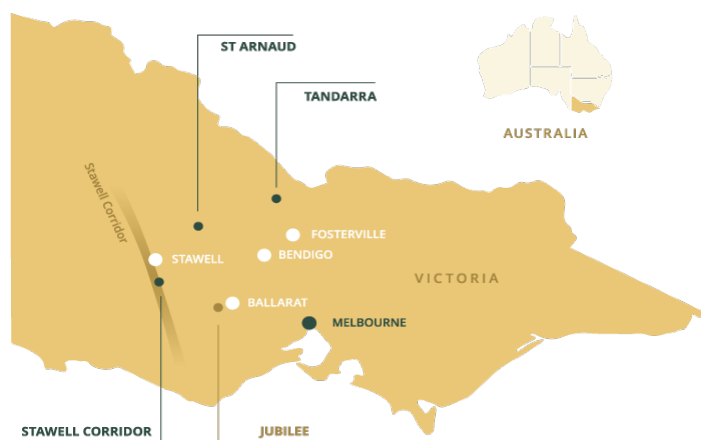 ST ARNAUD
TANDARRA
AUSTRALIA
Stawell Corridor
FOSTERVILLE
STAWELL
BENDIGO
VICTORIA
BALLARAT
MELBOURNE
STAWELL CORRIDOR
JUBILEE